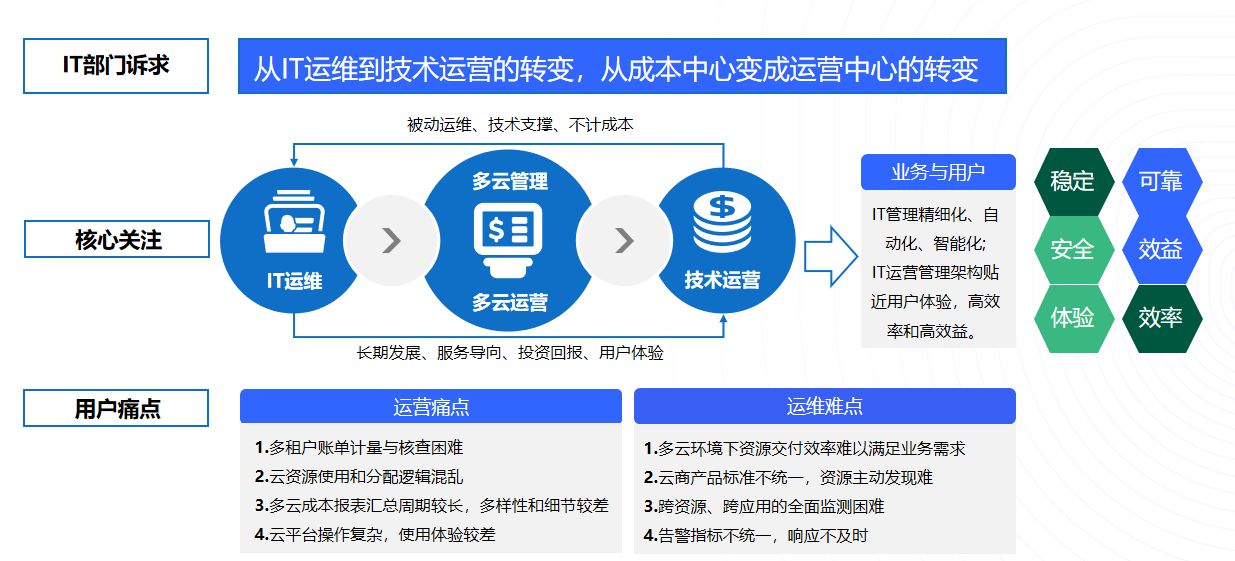 IT部门诉求
从IT运维到技术运营的转变，从成本中心变成运营中心的转变
被动运维、技术支撑、不计成本
核心关注
IT运维
多云管理
$
多云运营
$
技术运营
长期发展、服务导向、投资回报、用户体验
业务与用户
IT管理精细化、自
动化、智能化;
IT运营管理架构贴
近用户体验，高效
率和高效益。
稳定
可靠
安全
效益
体验
效率
用户痛点
运营痛点
1.多租户账单计量与核查困难
2.云资源使用和分配逻辑混乱
3.多云成本报表汇总周期较长，多样性和细节较差
4.云平台操作复杂，使用体验较差
运维难点
1.多云环境下资源交付效率难以满足业务需求
2.云商产品标准不统一，资源主动发现难
3.跨资源、跨应用的全面监测困难
4.告警指标不统一，响应不及时